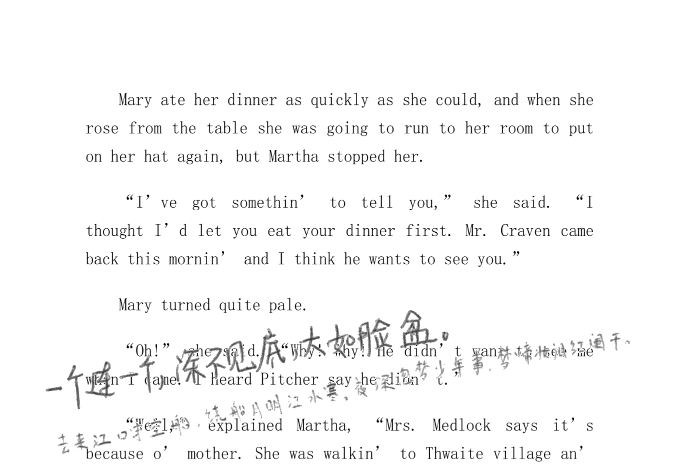 Mary ate her dinner as quickly as she could, and when she
rose from the table she was going to run to her room to put
on her hat again, but Martha stopped her.
“I’ve got somethin’ to tell you,” she said. “I
thought I’d let you eat your dinner first. Mr. Craven came
back this mornin’ and I think he wants to see you.”
Mary turned quite pale.
“Oh!” she said. “Why! Why! He didn’t want to see me
when I came. I heard Pitcher say he didn’t.”
一个连一个,深不见底,大如脸盆。
去来江口守空船,绕船月明江水寒。夜深忽梦少年事,梦啼妆泪红阑干。
“Well,” explained Martha, “Mrs. Medlock says it’s
because o’ mother. She was walkin’ to Thwaite village an’